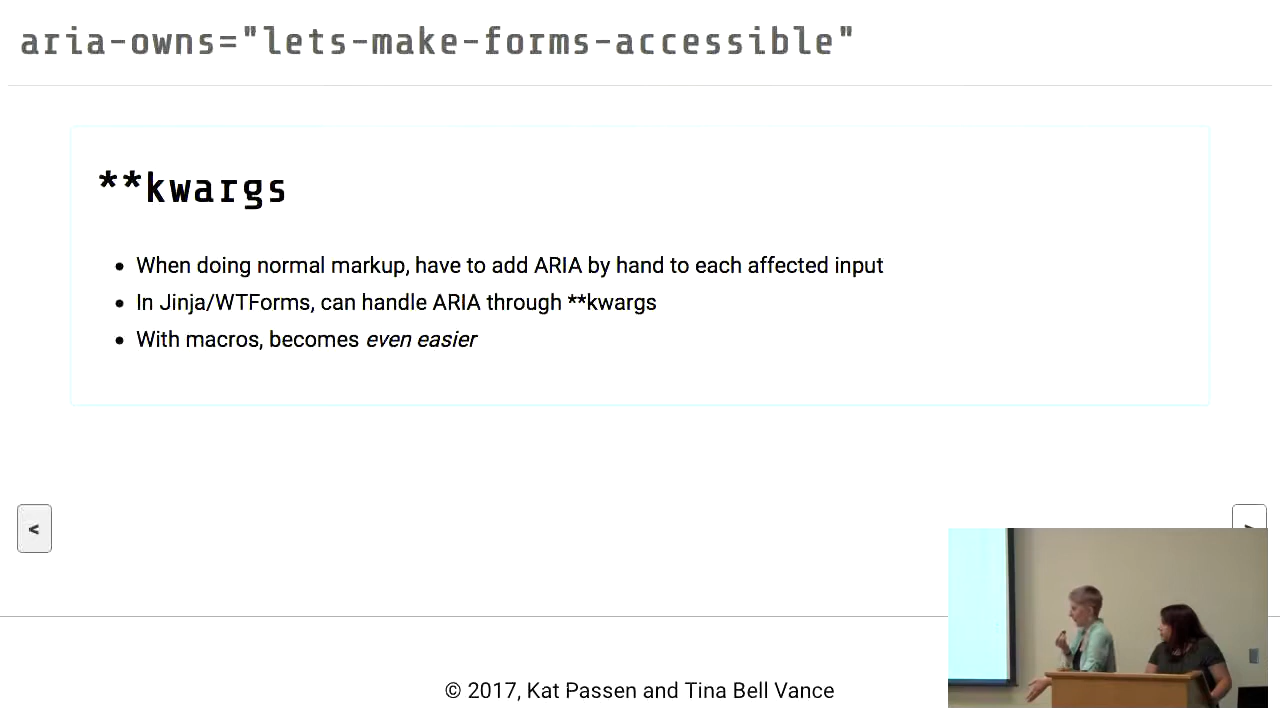 aria-owns="lets-make-forms-accessible"
**kwargs
• When doing normal markup, have to add ARIA by hand to each affected input
• In Jinja/WTForms, can handle ARIA through **kwargs
• With macros, becomes even easier
<
>
© 2017, Kat Passen and Tina Bell Vance